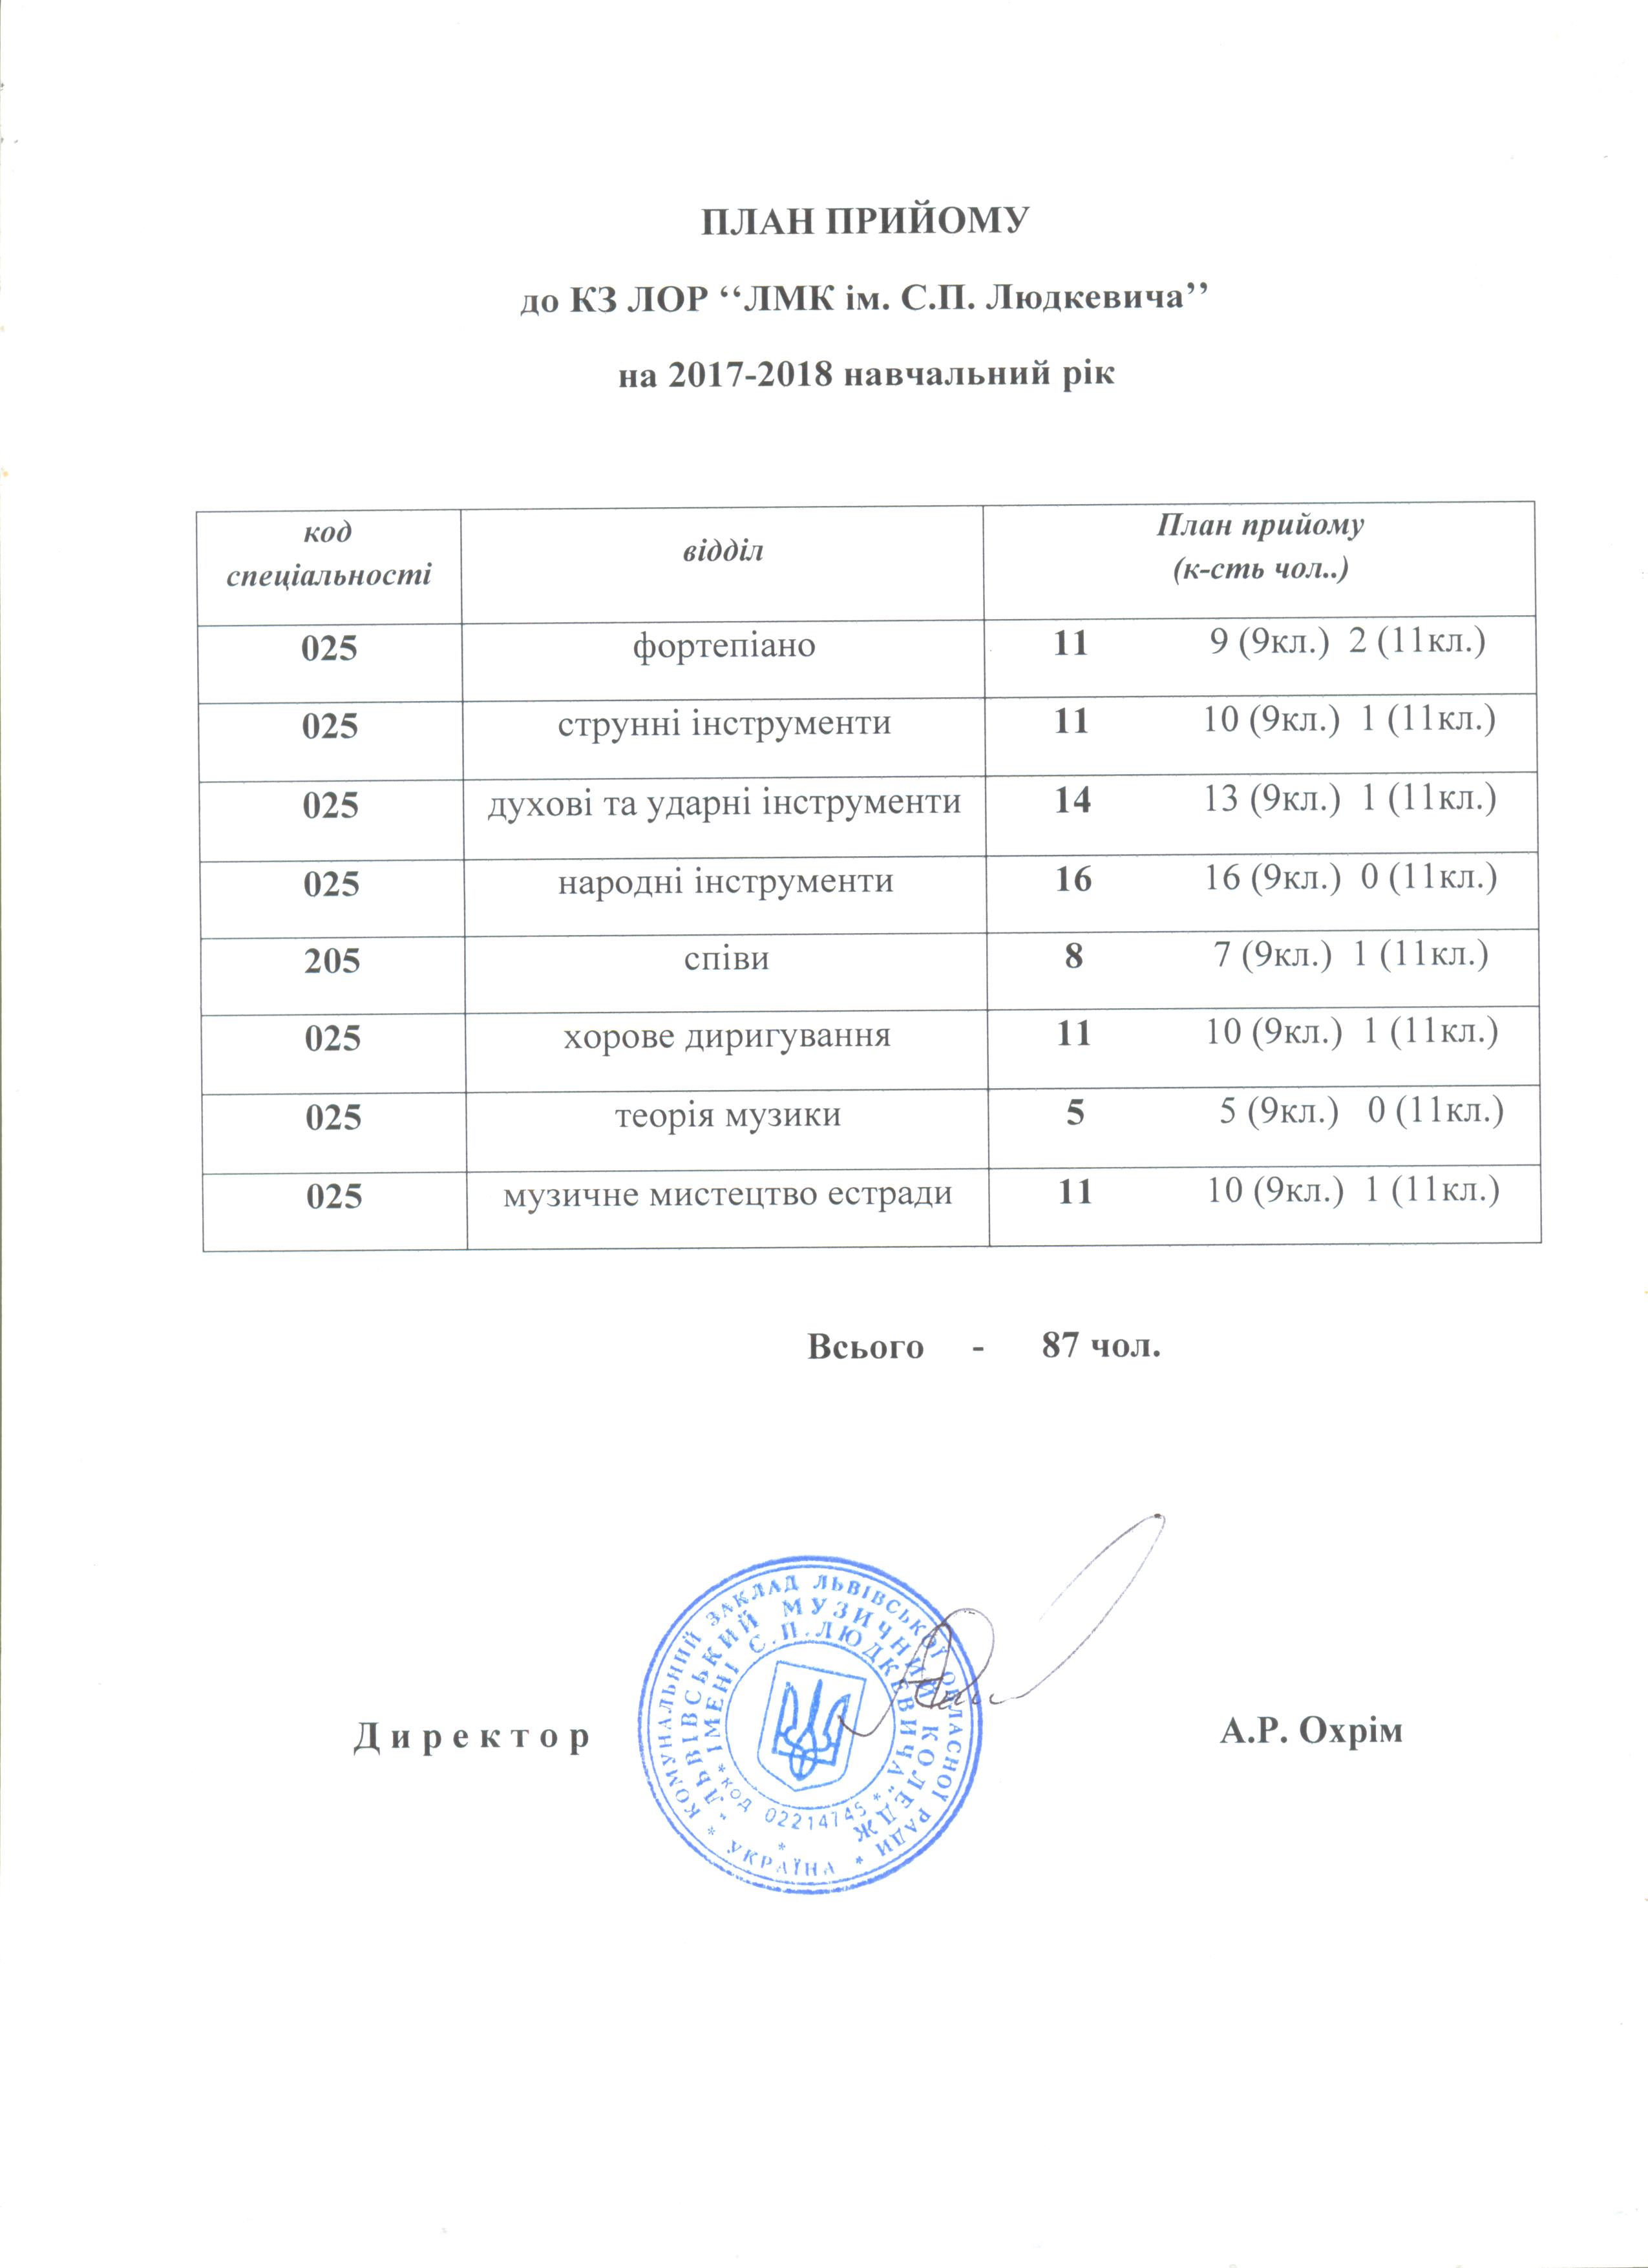 ПЛАН ПРИЙОМУ
до КЗ ЛОР ‘‘ЛМК ім. С.П. Людкевича’’
на 2017-2018 навчальний рік
код спеціальності відділ План прийому (к-сть чол..)
025 фортепіано 11 9 (9кл.) 2 (11кл.)
025 струнні інструменти 11 10 (9кл.) 1 (11кл.)
025 духові та ударні інструменти 14 13 (9кл.) 1 (11кл.)
025 народні інструменти 16 16 (9кл.) 0 (11кл.)
205 співи 8 7 (9кл.) 1 (11кл.)
025 хорове диригування 11 10 (9кл.) 1 (11кл.)
025 теорія музики 5 5 (9кл.) 0 (11кл.)
025 музичне мистецтво естради 11 10 (9кл.) 1 (11кл.)
Всього - 87 чол.
Директор А.Р. Охрім
* КОМУНАЛЬНИЙ ЗАКЛАД ЛЬВІВСЬКОЇ ОБЛАСНОЇ РАДИ * УКРАЇНА
"ЛЬВІВСЬКИЙ МУЗИЧНИЙ КОЛЕДЖ
ІМЕНІ С.П.ЛЮДКЕВИЧА"
* код 02214745 *